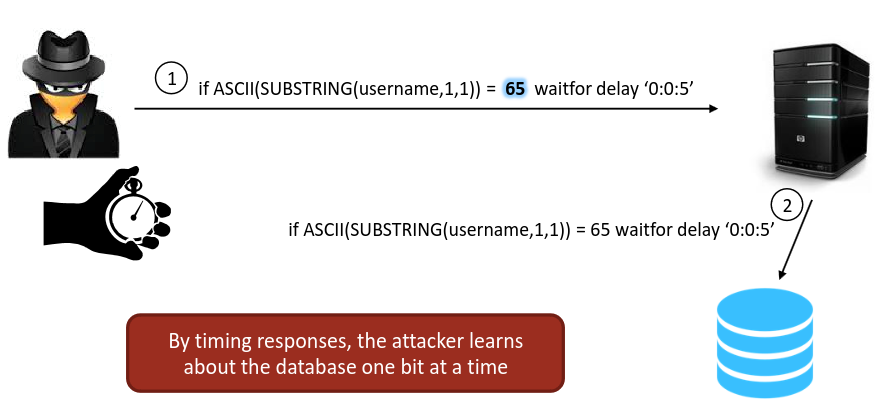 1
if ASCII(SUBSTRING(username,1,1)) = 65 waitfor delay ‘0:0:5’
2
if ASCII(SUBSTRING(username,1,1)) = 65 waitfor delay ‘0:0:5’
By timing responses, the attacker learns
about the database one bit at a time